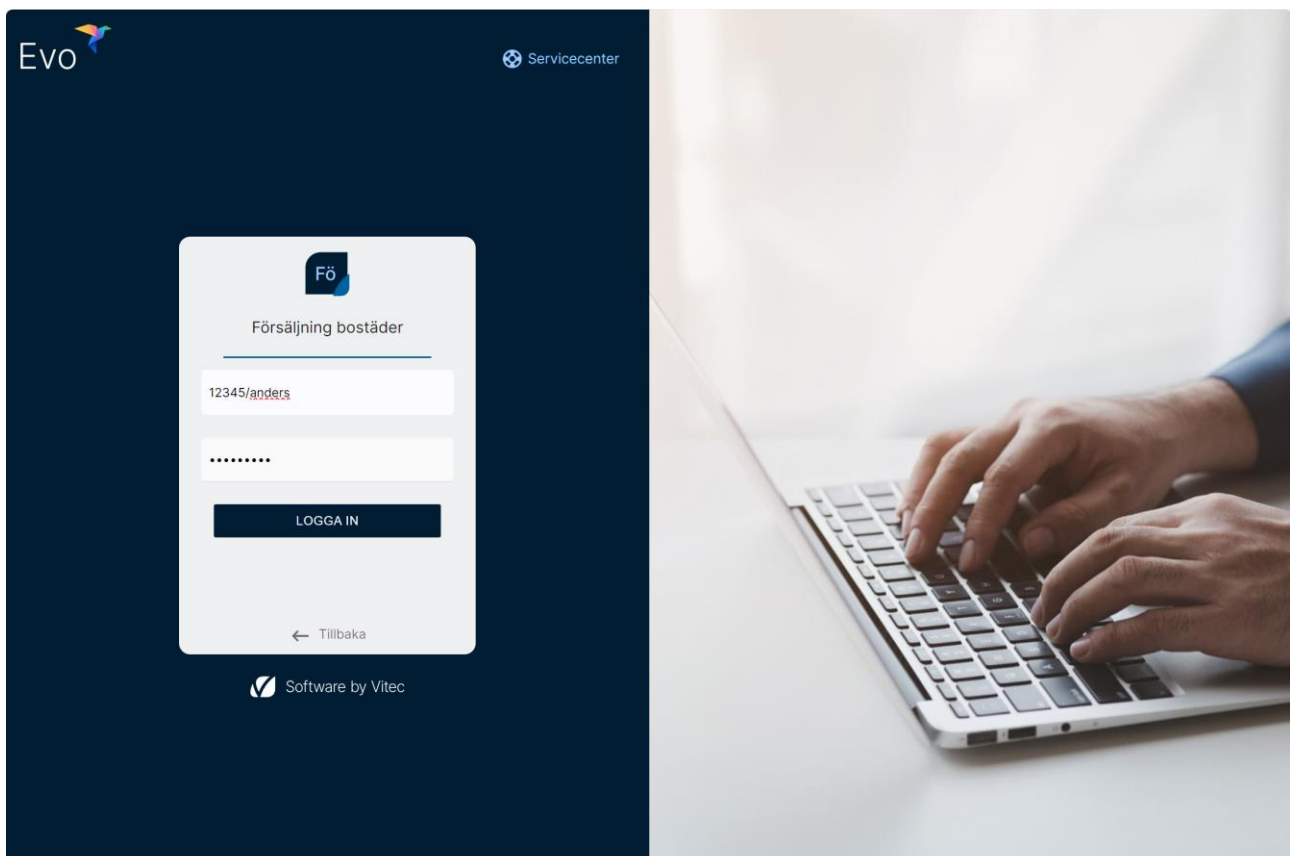 Evo
Servicecenter
Fö
Försäljning bostäder
12345/anders
•••••••••
LOGGA IN
← Tillbaka
Software by Vitec